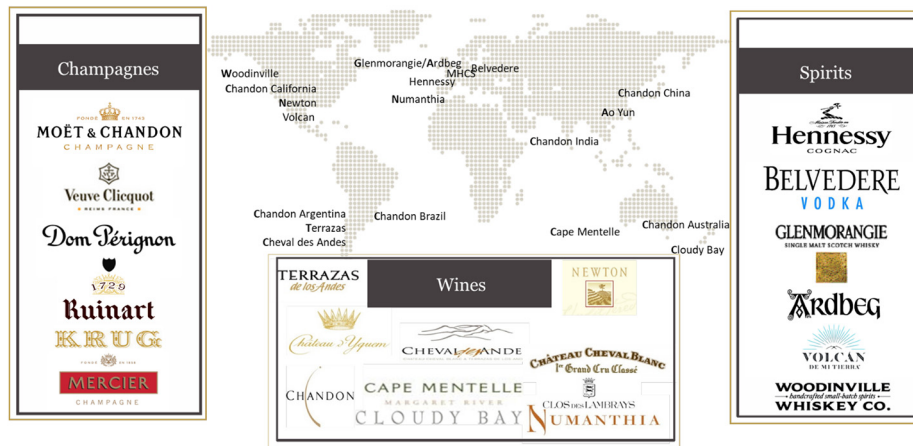 Champagnes
FONDÉ EN 1743
MOËT & CHANDON
CHAMPAGNE
Veuve Clicquot
REIMS FRANCE
Dom Pérignon
1729
Ruinart
KRUG
MERCIER
CHAMPAGNE
Woodinville
Chandon California
Newton
Volcan
Glenmorangie/Ardbeg
MHCS
Belvedere
Hennessy
Numanthia
Chandon China
Ao Yun
Chandon India
Chandon Argentina
Terrazas
Cheval des Andes
Chandon Brazil
Cape Mentelle
Chandon Australia
Cloudy Bay
Wines
TERRAZAS
de los Andes
NEWTON
Château d'Yquem
CHEVAL des ANDE
CHÂTEAU CHEVAL BLANC
1er Grand Cru Classé
CHANDON
CAPE MENTELLE
MARGARET RIVER
CLOUDY BAY
CLOS DES LAMBRAYS
NUMANTHIA
Spirits
Hennessy
COGNAC
BELVEDERE
VODKA
GLENMORANGIE
SINGLE MALT SCOTCH WHISKY
ARDBEG
VOLCAN
DE MI TIERRA
WOODINVILLE
handcrafted small-batch spirits
WHISKEY CO.